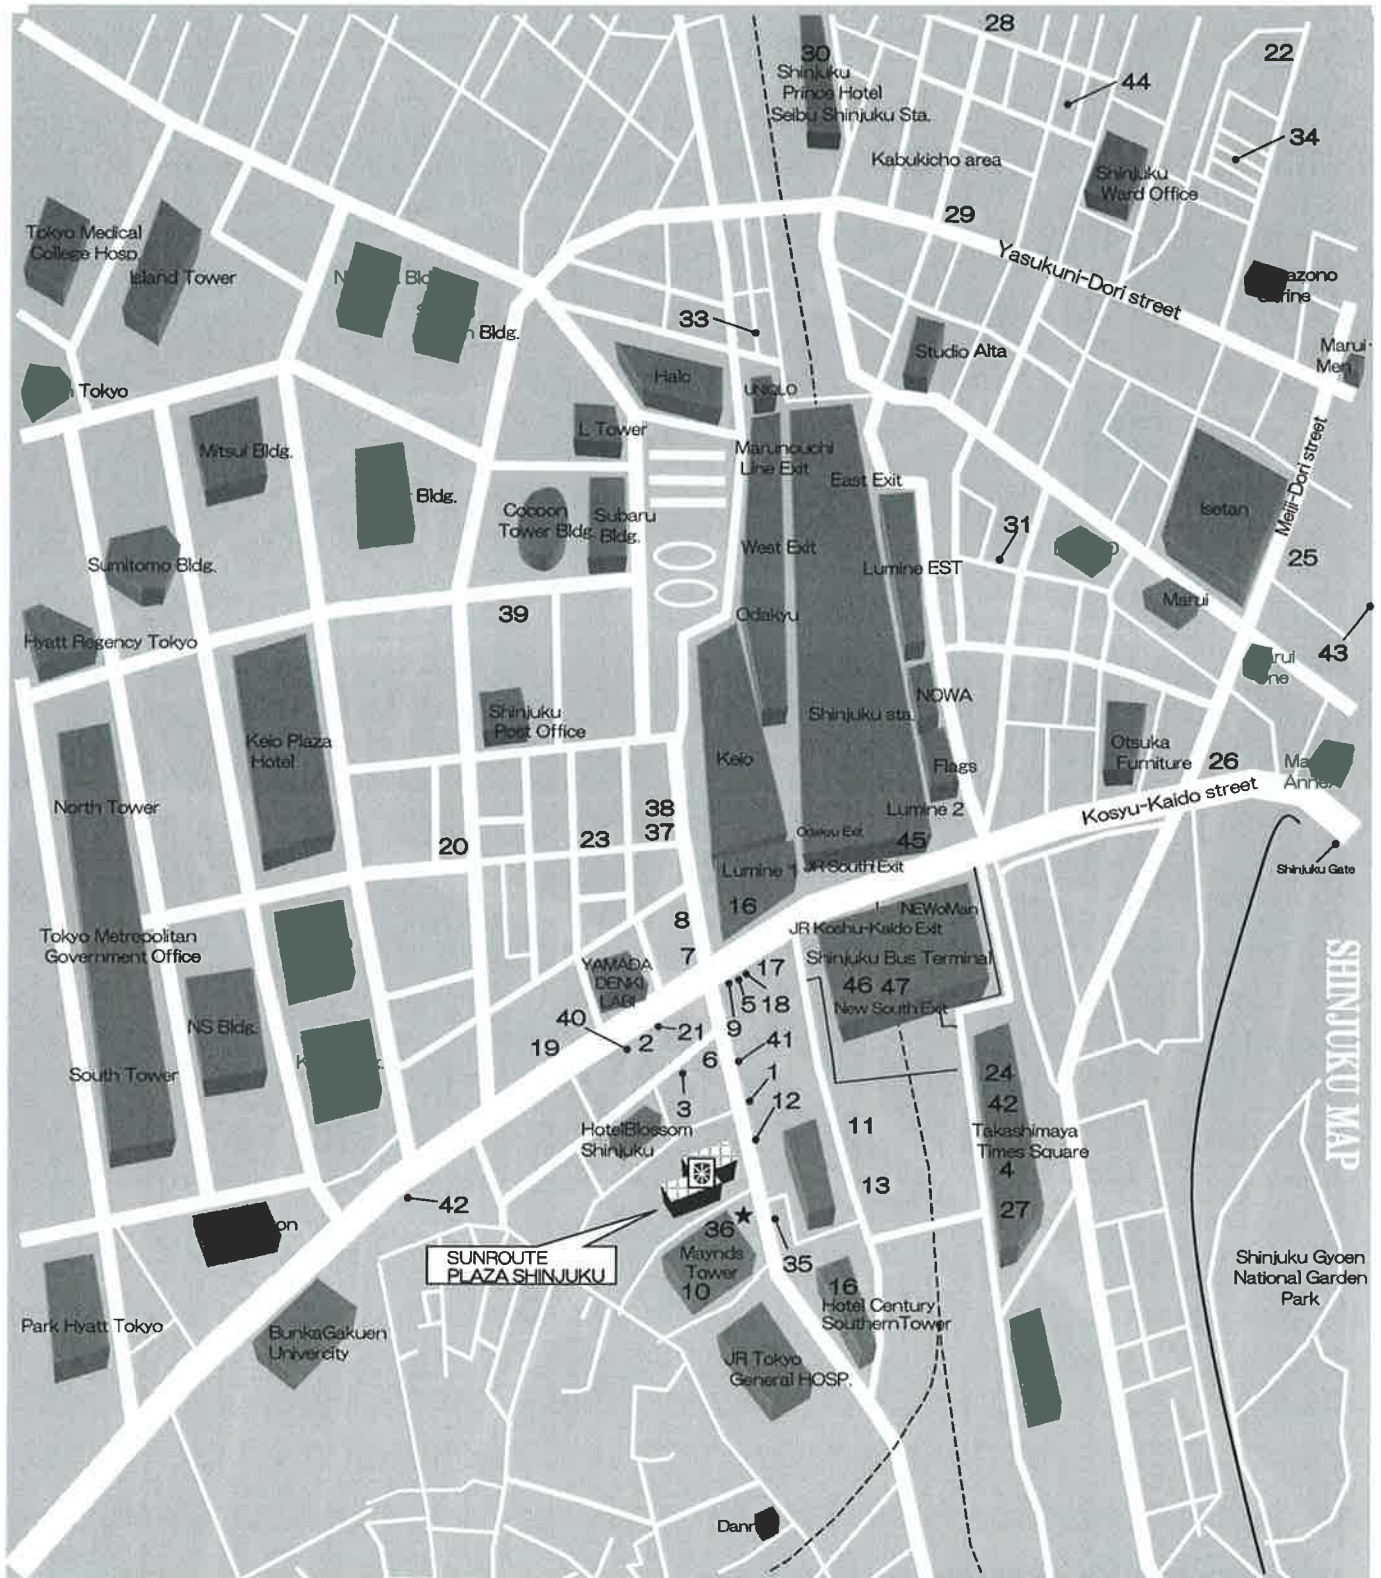 28
22
30
Shinjuku
Prince Hotel
Seibu Shinjuku Sta.
44
34
Kabukicho area
Shinjuku
Ward Office
29
Yasukuni-Dori street
Tokyo Medical
College Hosp.
Island Tower
Bldg.
33
Studio Alta
Marui
Men
Halc
UNIQLO
Tokyo
L Tower
Mitsui Bldg.
Marunouchi
Line Exit
East Exit
Meiji-Dori street
Bldg.
Cocoon
Tower Bldg.
Subaru
Bldg.
Isetan
31
West Exit
25
Sumitomo Bldg.
Lumine EST
Marui
39
Odakyu
Hyatt Regency Tokyo
43
NOWA
Shinjuku
Post Office
Shinjuku sta.
Keio Plaza
Hotel
Keio
Otsuka
Furniture
26
Flags
North Tower
38
37
Lumine 2
Kosyu-Kaido street
20
23
Odakyu Exit
45
Lumine 1
JR South Exit
Shinjuku Gate
16
8
NEWoMan
JR Koshu-Kaido Exit
Tokyo Metropolitan
Government Office
7
YAMADA
DENKI
LABI
Shinjuku Bus Terminal
17
5 18
46 47
9
New South Exit
NS Bldg.
40
21
19
2
6
41
SHINJUKU MAP
South Tower
24
1
3
12
42
HotelBlossom
Shinjuku
11
Takashimaya
Times Square
4
13
42
27
36
SUNROUTE
PLAZA SHINJUKU
Maynds
Tower
10
35
Shinjuku Gyoen
National Garden
Park
16
Hotel Century
SouthernTower
Park Hyatt Tokyo
BunkaGakuen
Univercity
JR Tokyo
General HOSP.